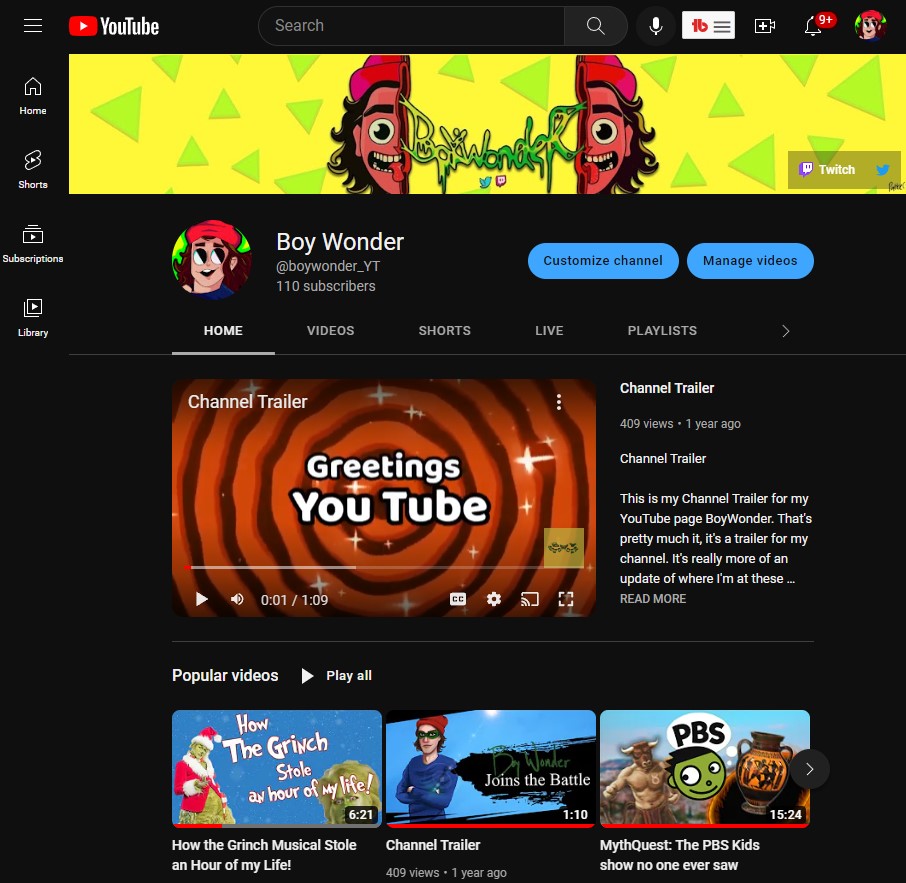 YouTube
Search
tb
9+
Home
Shorts
Subscriptions
Library
BoyWonder
Twitch
Boy Wonder
@boywonder_YT
110 subscribers
Customize channel
Manage videos
HOME
VIDEOS
SHORTS
LIVE
PLAYLISTS
Channel Trailer
Greetings
You Tube
0:01 / 1:09
CC
Channel Trailer
409 views • 1 year ago
Channel Trailer
This is my Channel Trailer for my
YouTube page BoyWonder. That's
pretty much it, it's a trailer for my
channel. It's really more of an
update of where I'm at these ...
READ MORE
Popular videos
Play all
How
The Grinch
Stole
an hour of my life!
6:21
Boy Wonder
Joins the Battle
1:10
PBS
15:24
How the Grinch Musical Stole
an Hour of my Life!
Channel Trailer
409 views • 1 year ago
MythQuest: The PBS Kids
show no one ever saw